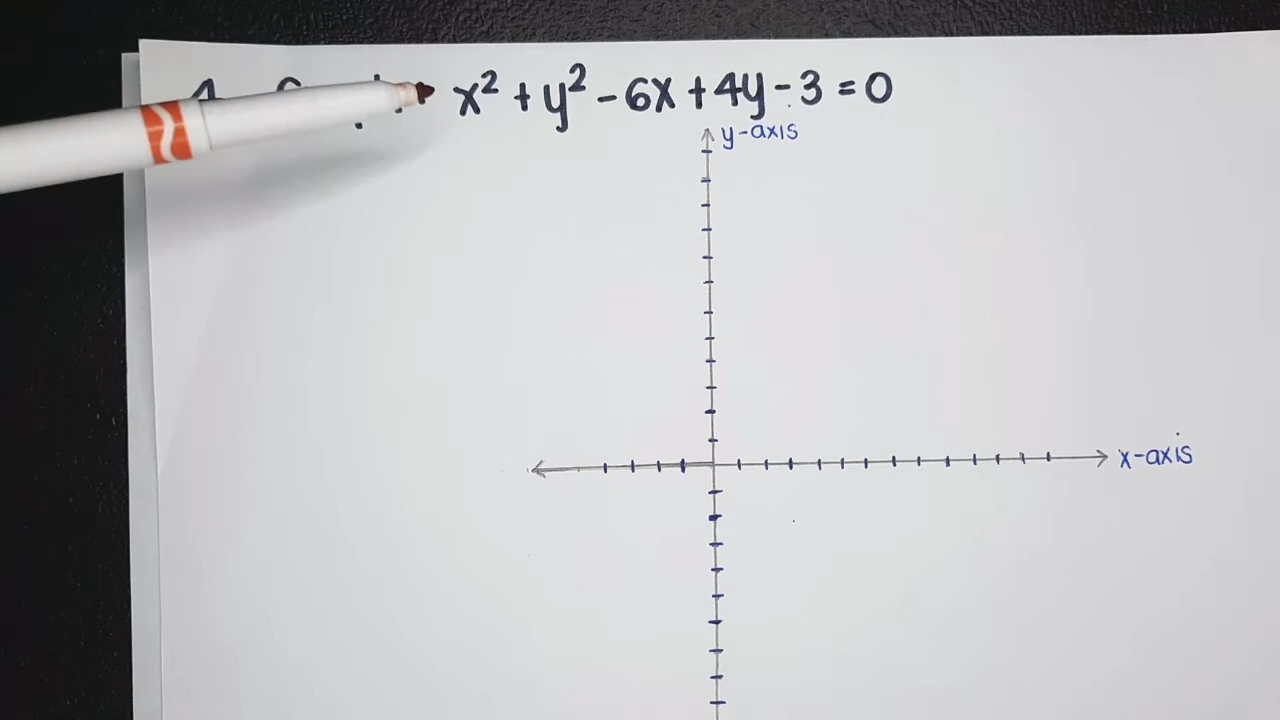 x² + y² - 6x + 4y - 3 = 0
y-axis
x-axis